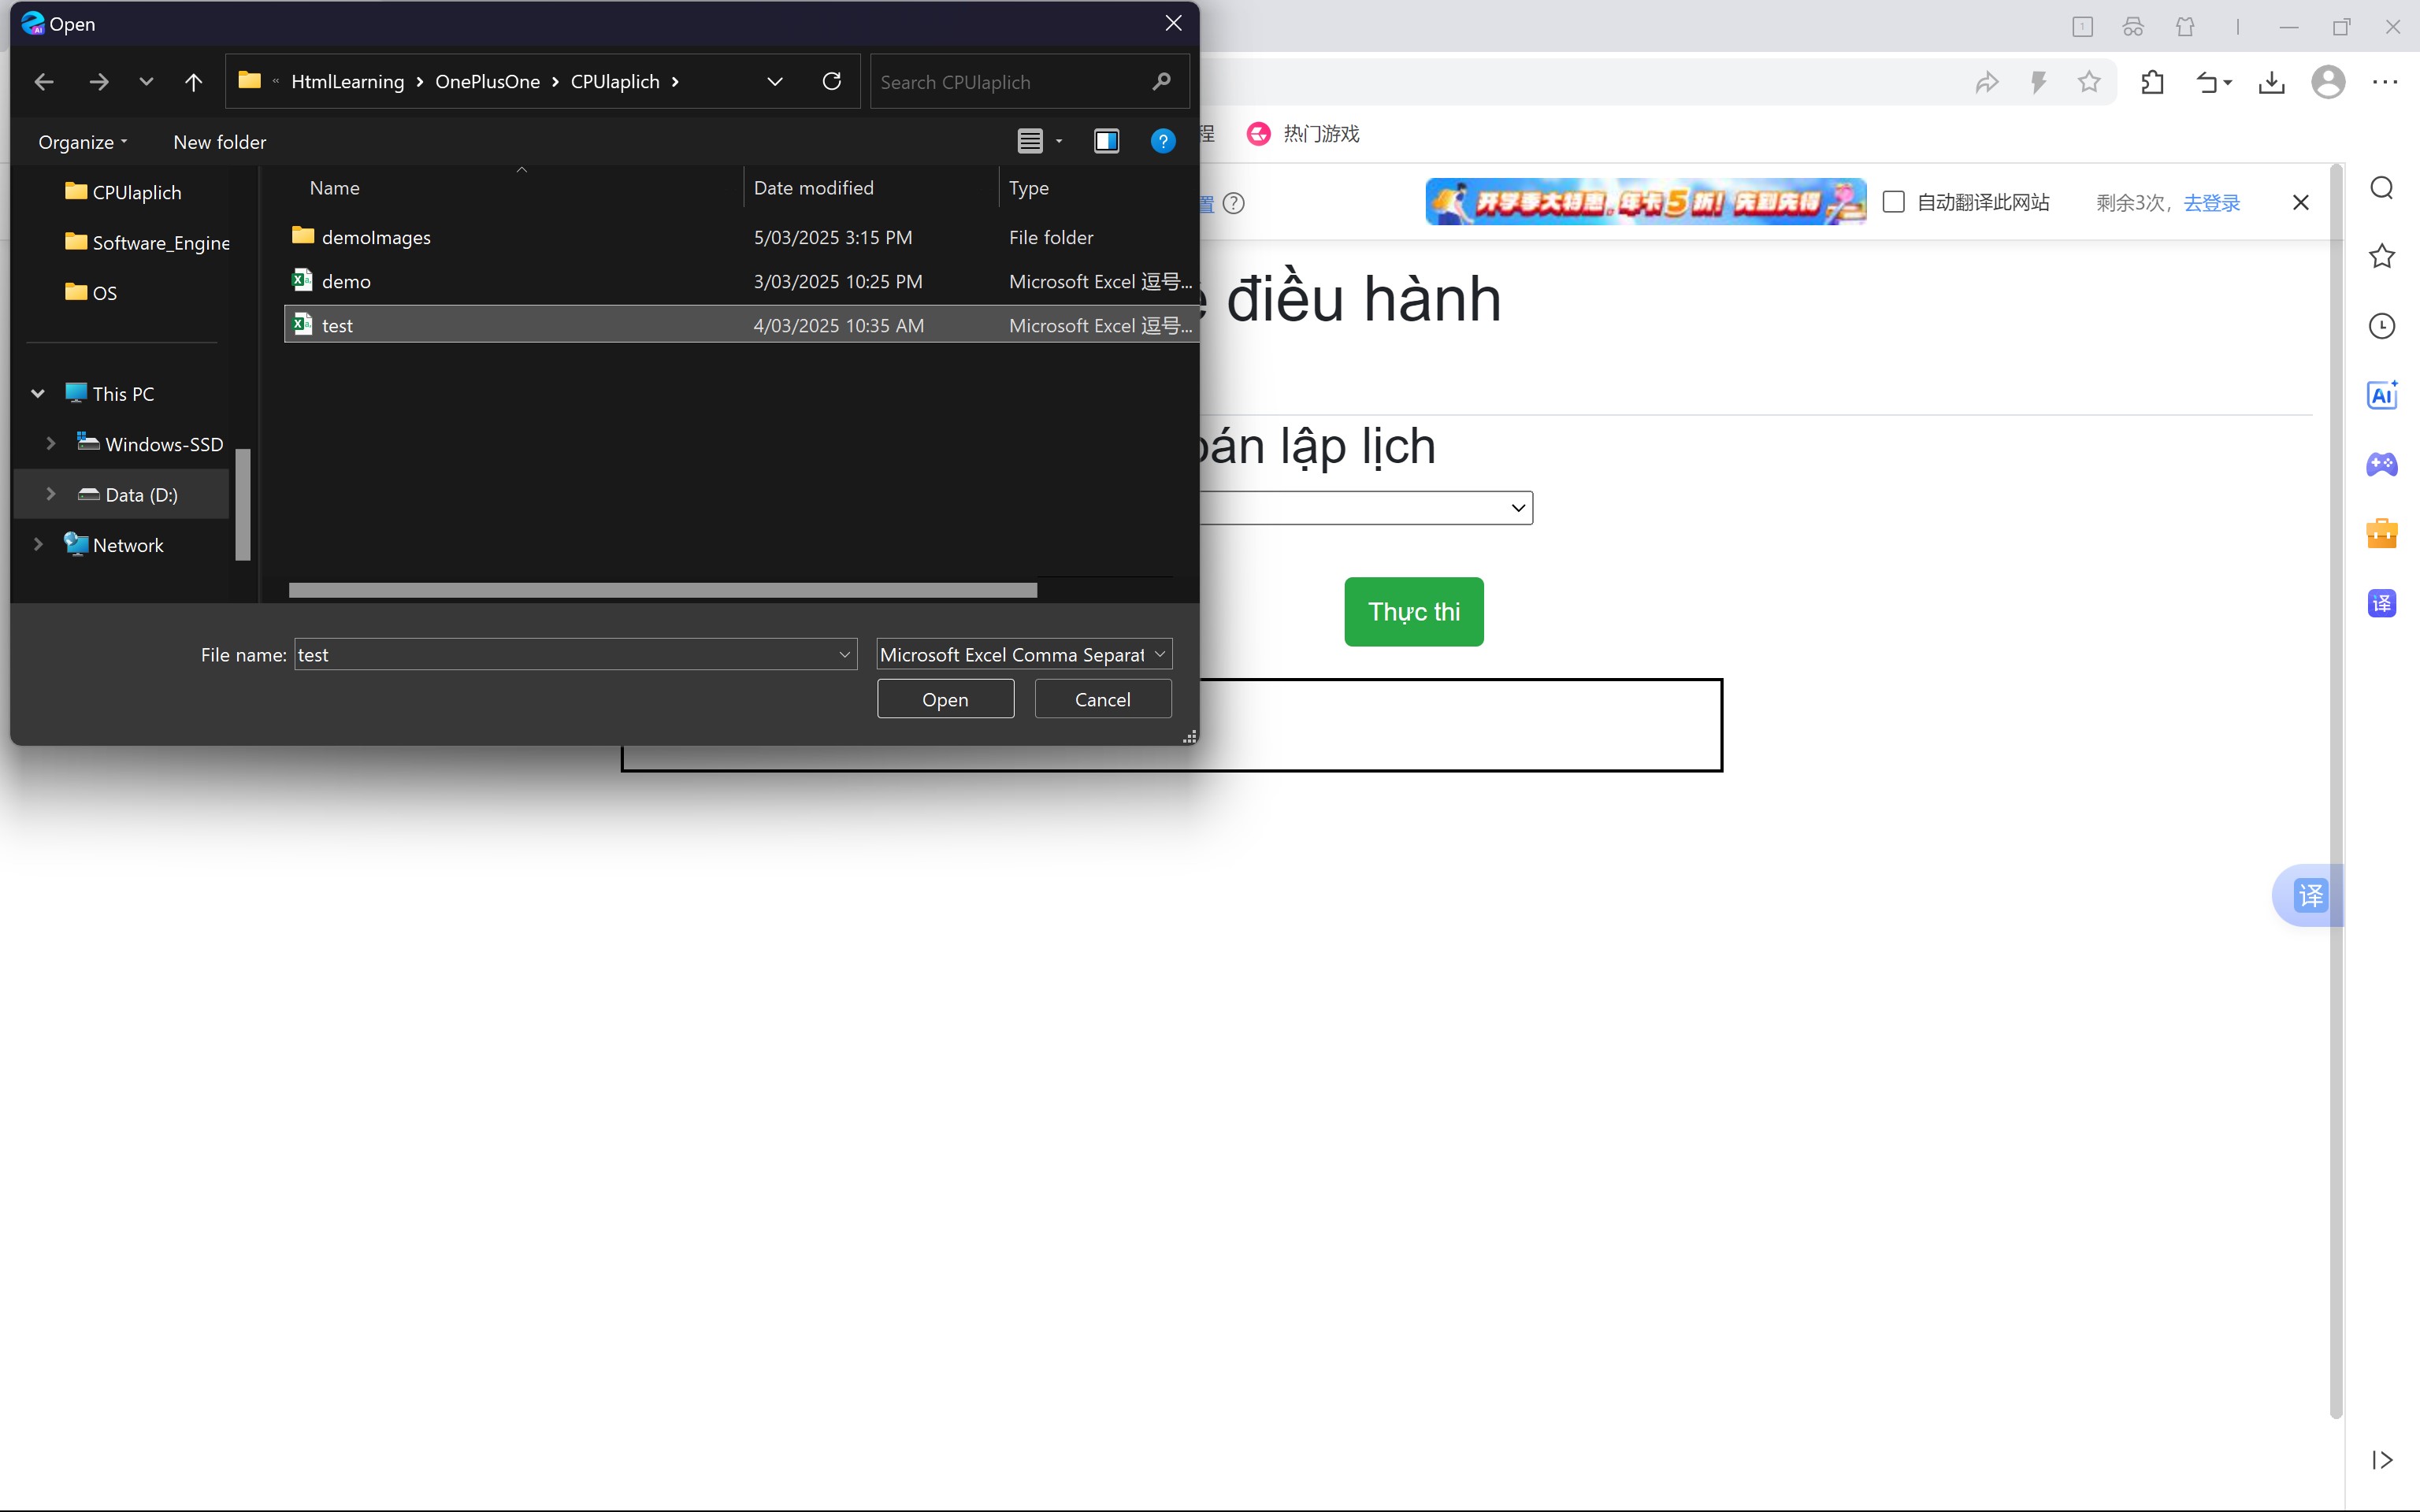 Open
HtmlLearning
OnePlusOne
CPUlaplich
Search CPUlaplich
Organize
New folder
程
热门游戏
CPUlaplich
Software_Engine
OS
This PC
Windows-SSD
Data (D:)
Network
Name
Date modified
Type
demoImages
5/03/2025 3:15 PM
File folder
demo
3/03/2025 10:25 PM
Microsoft Excel 逗号...
test
4/03/2025 10:35 AM
Microsoft Excel 逗号...
File name:
test
Microsoft Excel Comma Separat
Open
Cancel
置
开学季大特惠,年卡5折!先到先得
自动翻译此网站
剩余3次,
去登录
điều hành
oán lập lịch
Thực thi
AI
译
译